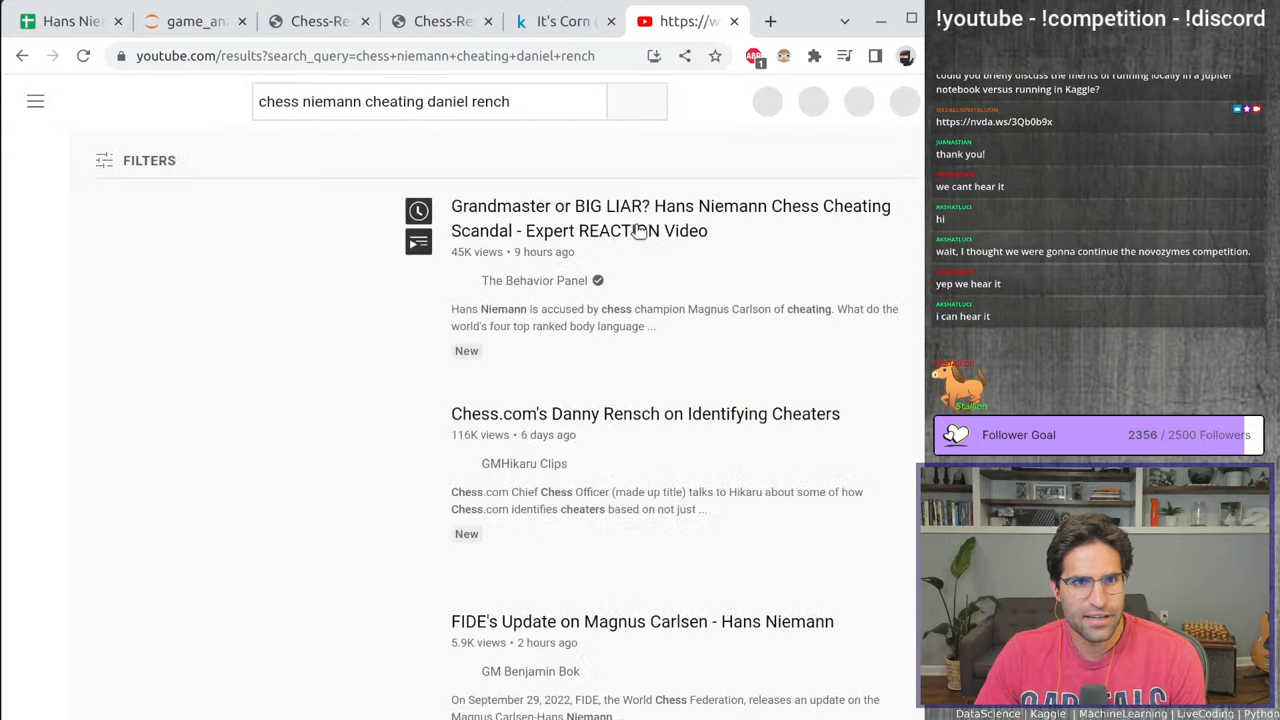 Hans Nie
game_an
Chess-Re
Chess-Re
It's Corn (
https://w
youtube.com/results?search_query=chess+niemann+cheating+daniel+rench
ABP
1
chess niemann cheating daniel rench
FILTERS
Grandmaster or BIG LIAR? Hans Niemann Chess Cheating
Scandal - Expert REACTION Video
45K views • 9 hours ago
The Behavior Panel
Hans Niemann is accused by chess champion Magnus Carlson of cheating. What do the
world's four top ranked body language ...
New
Chess.com's Danny Rensch on Identifying Cheaters
116K views • 6 days ago
GMHikaru Clips
Chess.com Chief Chess Officer (made up title) talks to Hikaru about some of how
Chess.com identifies cheaters based on not just ...
New
FIDE's Update on Magnus Carlsen - Hans Niemann
5.9K views • 2 hours ago
GM Benjamin Bok
On September 29, 2022, FIDE, the World Chess Federation, releases an update on the
Magnus Carlsen-Hans Niemann ...
!youtube - !competition - !discord
could you briefly discuss the merits of running locally in a Jupiter
notebook versus running in Kaggle?
MEDALLIONSTALLION
https://nvda.ws/3Qb0b9x
JUANASTIAN
thank you!
we cant hear it
AKSHATLUCI
hi
AKSHATLUCI
wait, I thought we were gonna continue the novozymes competition.
yep we hear it
AKSHATLUCI
i can hear it
Medallion
Stallion
Follower Goal
2356 / 2500 Followers
CAPITALS
DataScience | Kaggle | MachineLearning | LiveCoding | Python